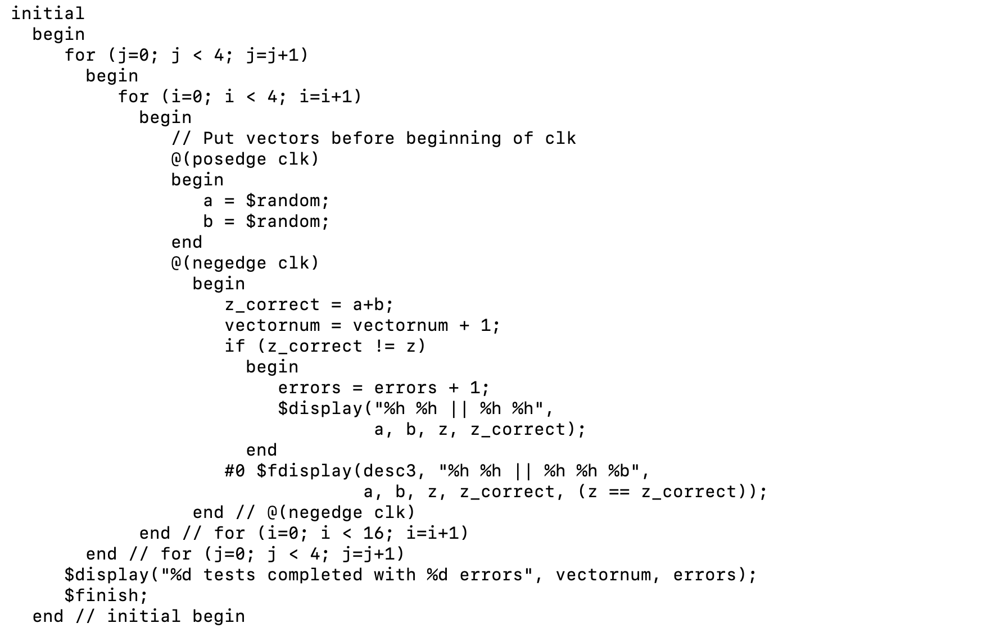 initial
  begin
     for (j=0; j < 4; j=j+1)
       begin
          for (i=0; i < 4; i=i+1)
            begin
               // Put vectors before beginning of clk
               @(posedge clk)
               begin
                  a = $random;
                  b = $random;
               end
               @(negedge clk)
                 begin
                    z_correct = a+b;
                    vectornum = vectornum + 1;
                    if (z_correct != z)
                      begin
                         errors = errors + 1;
                         $display("%h %h || %h %h",
                                  a, b, z, z_correct);
                      end
                    #0 $fdisplay(desc3, "%h %h || %h %h %b",
                                 a, b, z, z_correct, (z == z_correct));
                 end // @(negedge clk)
            end // for (i=0; i < 16; i=i+1)
       end // for (j=0; j < 4; j=j+1)
     $display("%d tests completed with %d errors", vectornum, errors);
     $finish;
  end // initial begin